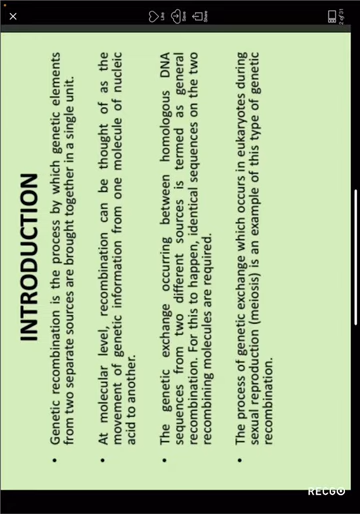 Like
Save
Share
INTRODUCTION
• Genetic recombination is the process by which genetic elements
from two separate sources are brought together in a single unit.
• At molecular level, recombination can be thought of as the
movement of genetic information from one molecule of nucleic
acid to another.
• The genetic exchange occurring between homologous DNA
sequences from two different sources is termed as general
recombination. For this to happen, identical sequences on the two
recombining molecules are required.
• The process of genetic exchange which occurs in eukaryotes during
sexual reproduction (meiosis) is an example of this type of genetic
recombination.
RECGO